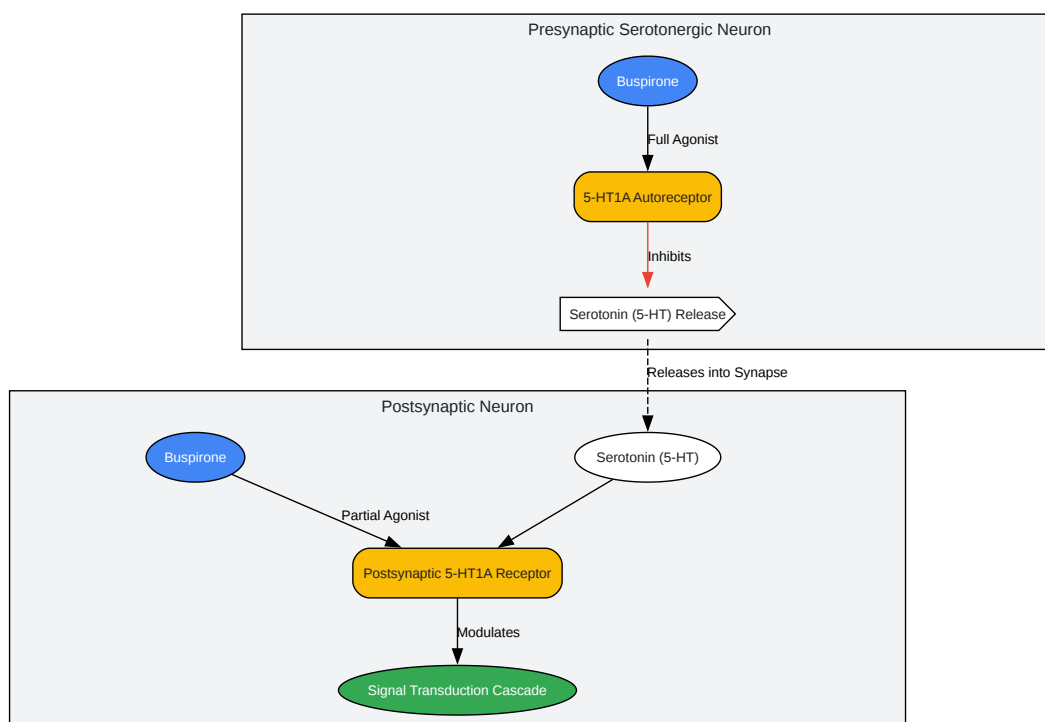 Presynaptic Serotonergic Neuron
Buspirone
Full Agonist
5-HT1A Autoreceptor
Inhibits
Serotonin (5-HT) Release
Releases into Synapse
Postsynaptic Neuron
Buspirone
Serotonin (5-HT)
Partial Agonist
Postsynaptic 5-HT1A Receptor
Modulates
Signal Transduction Cascade